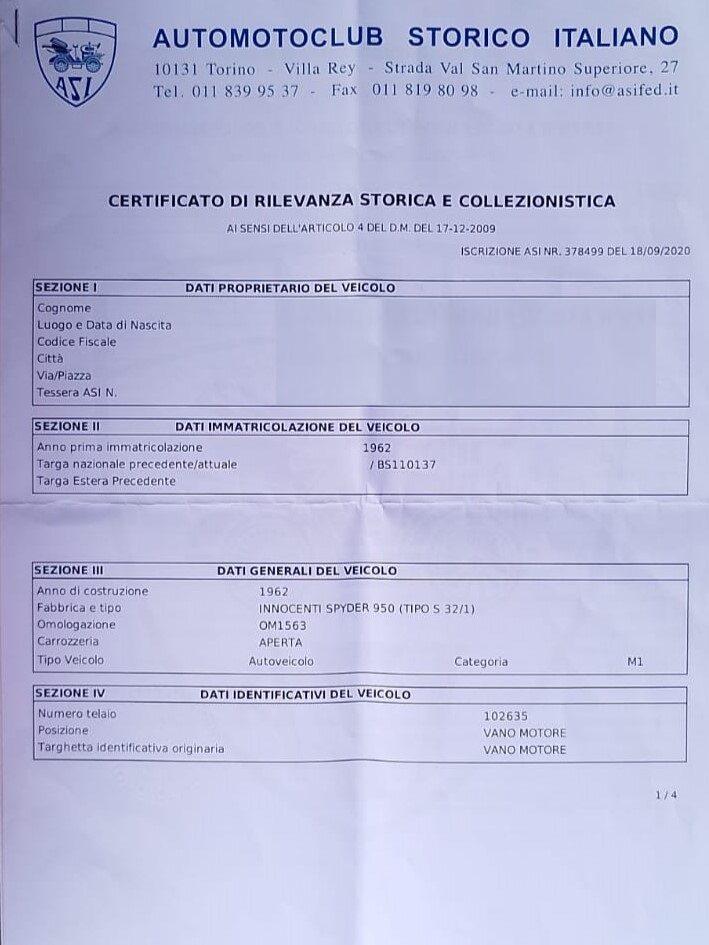 ASI
AUTOMOTOCLUB STORICO ITALIANO
10131 Torino - Villa Rey - Strada Val San Martino Superiore, 27
Tel. 011 839 95 37 - Fax 011 819 80 98 - e-mail: info@asifed.it
CERTIFICATO DI RILEVANZA STORICA E COLLEZIONISTICA
AI SENSI DELL'ARTICOLO 4 DEL D.M. DEL 17-12-2009
ISCRIZIONE ASI NR. 378499 DEL 18/09/2020
SEZIONE I DATI PROPRIETARIO DEL VEICOLO
Cognome
Luogo e Data di Nascita
Codice Fiscale
Città
Via/Piazza
Tessera ASI N.
SEZIONE II DATI IMMATRICOLAZIONE DEL VEICOLO
Anno prima immatricolazione 1962
Targa nazionale precedente/attuale / BS110137
Targa Estera Precedente
SEZIONE III DATI GENERALI DEL VEICOLO
Anno di costruzione 1962
Fabbrica e tipo INNOCENTI SPYDER 950 (TIPO S 32/1)
Omologazione OM1563
Carrozzeria APERTA
Tipo Veicolo Autoveicolo Categoria M1
SEZIONE IV DATI IDENTIFICATIVI DEL VEICOLO
Numero telaio 102635
Posizione VANO MOTORE
Targhetta identificativa originaria VANO MOTORE
1 / 4